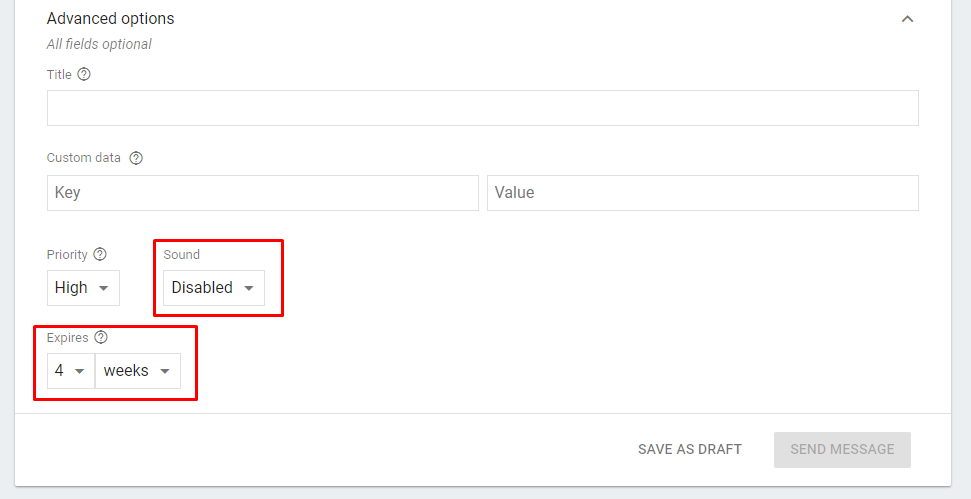 Advanced options
All fields optional
Title
Custom data
Key Value
Priority Sound
High Disabled
Expires
4 weeks
SAVE AS DRAFT SEND MESSAGE